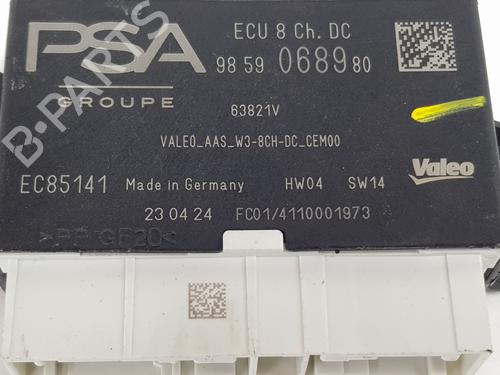 PSA
GROUPE
ECU 8 Ch. DC
98 59 0689 80
63821V
VALEO_AAS_W3-8CH-DC_CEM00
EC85141 Made in Germany HW04 SW14
Valeo
23 04 24 FC01/4110001973
>PP GF20<